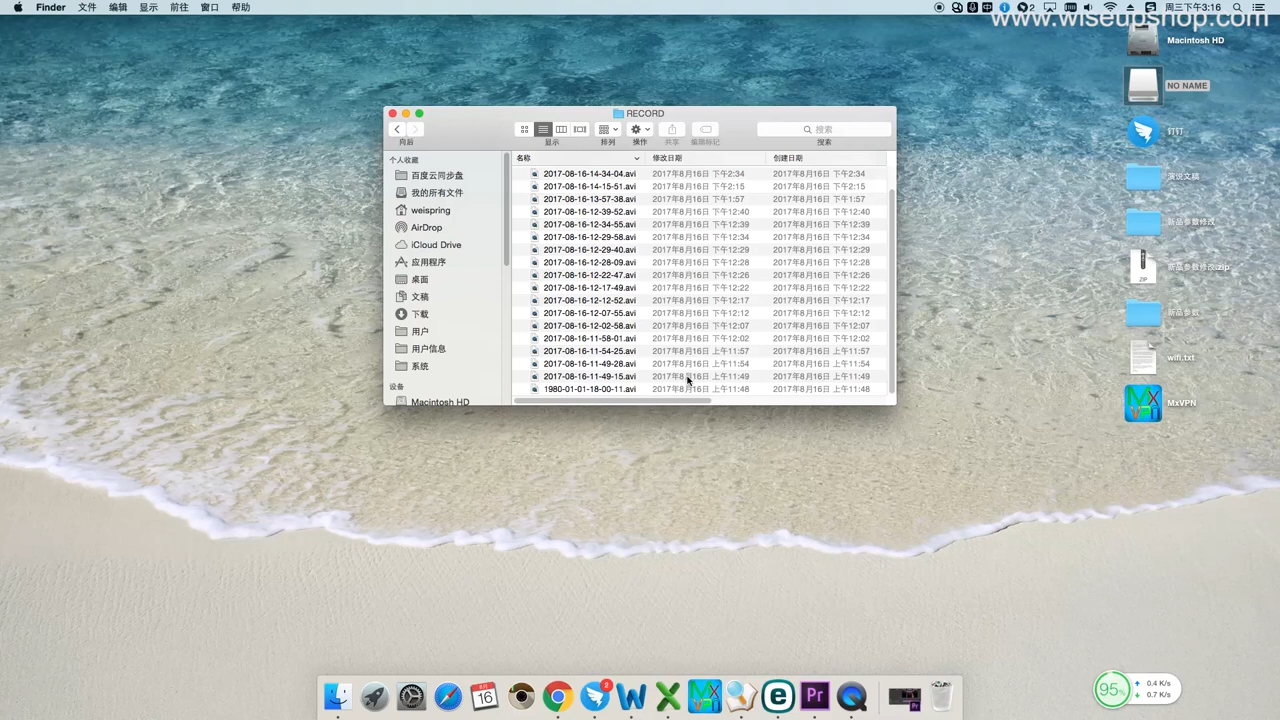 Finder 文件 编辑 显示 前往 窗口 帮助
2 周三下午3:16
www.wiseupshop.com
Macintosh HD
NO NAME
钉钉
演说文稿
新品参数修改
ZIP
新品参数修改.zip
新品参数
wifi.txt
MxVPN
RECORD
向后 显示 排列 操作 共享 编辑标记 搜索
搜索
个人收藏
百度云同步盘
我的所有文件
weispring
AirDrop
iCloud Drive
应用程序
桌面
文稿
下载
用户
用户信息
系统
设备
Macintosh HD
名称 修改日期 创建日期
2017-08-16-14-34-04.avi 2017年8月16日 下午2:34 2017年8月16日 下午2:34
2017-08-16-14-15-51.avi 2017年8月16日 下午2:15 2017年8月16日 下午2:15
2017-08-16-13-57-38.avi 2017年8月16日 下午1:57 2017年8月16日 下午1:57
2017-08-16-12-39-52.avi 2017年8月16日 下午12:40 2017年8月16日 下午12:40
2017-08-16-12-34-55.avi 2017年8月16日 下午12:39 2017年8月16日 下午12:39
2017-08-16-12-29-58.avi 2017年8月16日 下午12:34 2017年8月16日 下午12:34
2017-08-16-12-29-40.avi 2017年8月16日 下午12:29 2017年8月16日 下午12:29
2017-08-16-12-28-09.avi 2017年8月16日 下午12:28 2017年8月16日 下午12:28
2017-08-16-12-22-47.avi 2017年8月16日 下午12:26 2017年8月16日 下午12:26
2017-08-16-12-17-49.avi 2017年8月16日 下午12:22 2017年8月16日 下午12:22
2017-08-16-12-12-52.avi 2017年8月16日 下午12:17 2017年8月16日 下午12:17
2017-08-16-12-07-55.avi 2017年8月16日 下午12:12 2017年8月16日 下午12:12
2017-08-16-12-02-58.avi 2017年8月16日 下午12:07 2017年8月16日 下午12:07
2017-08-16-11-58-01.avi 2017年8月16日 下午12:02 2017年8月16日 下午12:02
2017-08-16-11-54-25.avi 2017年8月16日 上午11:57 2017年8月16日 上午11:57
2017-08-16-11-49-28.avi 2017年8月16日 上午11:54 2017年8月16日 上午11:54
2017-08-16-11-49-15.avi 2017年8月16日 上午11:49 2017年8月16日 上午11:49
1980-01-01-18-00-11.avi 2017年8月16日 上午11:48 2017年8月16日 上午11:48
8月
16
2
Pr
95%
0.4 K/s
0.7 K/s